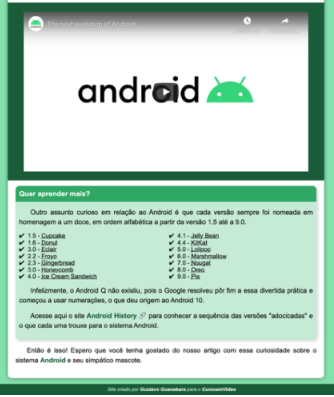 The next evolution of Android
android
Quer aprender mais?
Outro assunto curioso em relação ao Android é que cada versão sempre foi nomeada em
homenagem a um doce, em ordem alfabética a partir da versão 1.5 até a 9.0.
✔ 1.5 - Cupcake
✔ 1.6 - Donut
✔ 3.0 - Eclair
✔ 2.2 - Froyo
✔ 2.3 - Gingerbread
✔ 3.0 - Honeycomb
✔ 4.0 - Ice Cream Sandwich
✔ 4.1 - Jelly Bean
✔ 4.4 - KitKat
✔ 5.0 - Lolipop
✔ 6.0 - Marshmallow
✔ 7.0 - Nougat
✔ 8.0 - Oreo
✔ 9.0 - Pie
Infelizmente, o Android Q não existiu, pois o Google resolveu pôr fim a essa divertida prática e
começou a usar numerações, o que deu origem ao Android 10.
Acesse aqui o site Android History 🔗 para conhecer a sequência das versões "adocicadas" e
o que cada uma trouxe para o sistema Android.
Então é isso! Espero que você tenha gostado do nosso artigo com essa curiosidade sobre o
sistema Android e seu simpático mascote.
Site criado por Gustavo Guanabara para o CursoemVideo